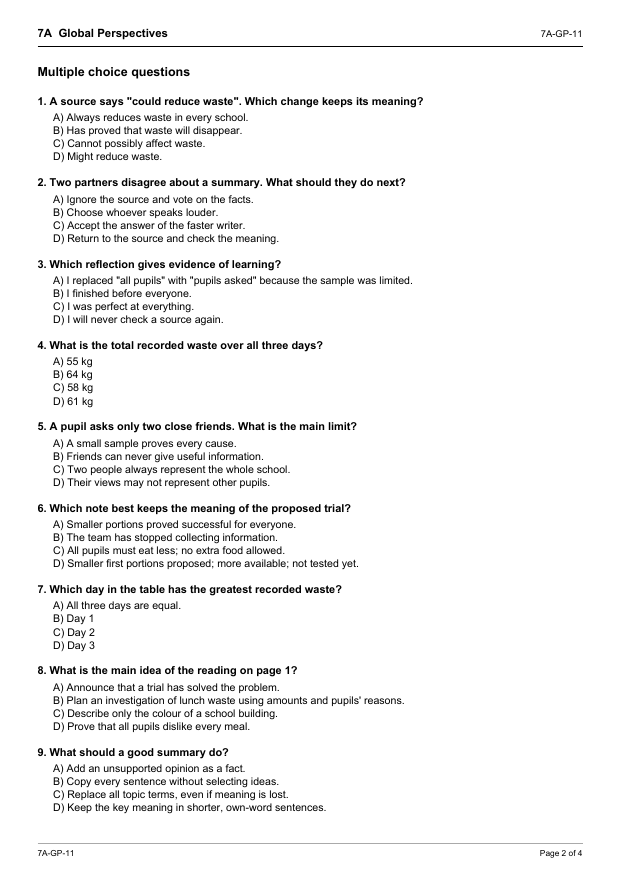 7A Global Perspectives
7A-GP-11
Multiple choice questions
1. A source says "could reduce waste". Which change keeps its meaning?
A) Always reduces waste in every school.
B) Has proved that waste will disappear.
C) Cannot possibly affect waste.
D) Might reduce waste.
2. Two partners disagree about a summary. What should they do next?
A) Ignore the source and vote on the facts.
B) Choose whoever speaks louder.
C) Accept the answer of the faster writer.
D) Return to the source and check the meaning.
3. Which reflection gives evidence of learning?
A) I replaced "all pupils" with "pupils asked" because the sample was limited.
B) I finished before everyone.
C) I was perfect at everything.
D) I will never check a source again.
4. What is the total recorded waste over all three days?
A) 55 kg
B) 64 kg
C) 58 kg
D) 61 kg
5. A pupil asks only two close friends. What is the main limit?
A) A small sample proves every cause.
B) Friends can never give useful information.
C) Two people always represent the whole school.
D) Their views may not represent other pupils.
6. Which note best keeps the meaning of the proposed trial?
A) Smaller portions proved successful for everyone.
B) The team has stopped collecting information.
C) All pupils must eat less; no extra food allowed.
D) Smaller first portions proposed; more available; not tested yet.
7. Which day in the table has the greatest recorded waste?
A) All three days are equal.
B) Day 1
C) Day 2
D) Day 3
8. What is the main idea of the reading on page 1?
A) Announce that a trial has solved the problem.
B) Plan an investigation of lunch waste using amounts and pupils' reasons.
C) Describe only the colour of a school building.
D) Prove that all pupils dislike every meal.
9. What should a good summary do?
A) Add an unsupported opinion as a fact.
B) Copy every sentence without selecting ideas.
C) Replace all topic terms, even if meaning is lost.
D) Keep the key meaning in shorter, own-word sentences.
7A-GP-11
Page 2 of 4